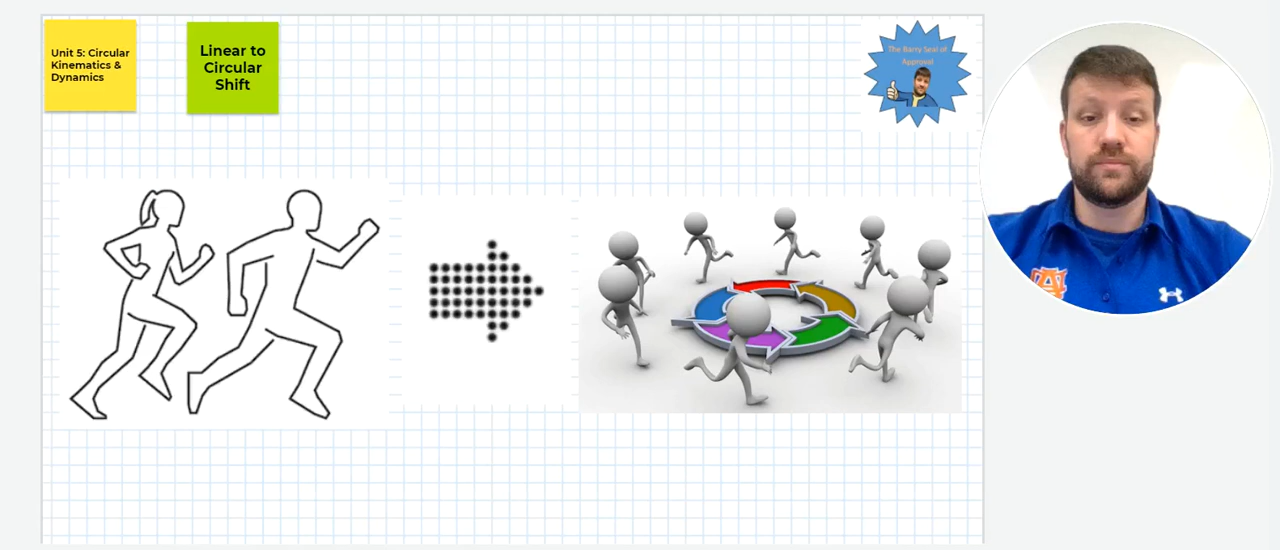 Unit 5: Circular
Kinematics &
Dynamics
Linear to
Circular
Shift
The Barry Seal of
Approval